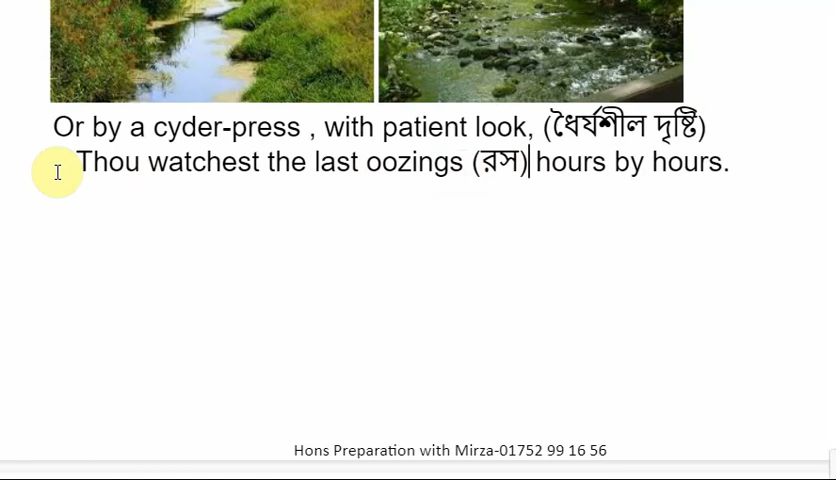 Or by a cyder-press , with patient look, (ধৈর্যশীল দৃষ্টি)
Thou watchest the last oozings (রস) hours by hours.
Hons Preparation with Mirza-01752 99 16 56